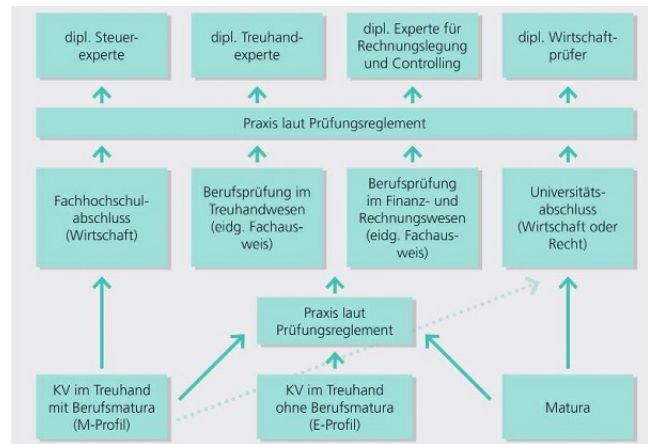 dipl. Steuer-
experte
dipl. Treuhand-
experte
dipl. Experte für
Rechnungslegung
und Controlling
dipl. Wirtschaft-
prüfer
Praxis laut Prüfungsreglement
Fachhochschul-
abschluss
(Wirtschaft)
Berufsprüfung im
Treuhandwesen
(eidg. Fachaus-
weis)
Berufsprüfung
im Finanz- und
Rechnungswesen
(eidg. Fachaus-
weis)
Universitäts-
abschluss
(Wirtschaft oder
Recht)
Praxis laut
Prüfungsreglement
KV im Treuhand
mit Berufsmatura
(M-Profil)
KV im Treuhand
ohne Berufsmatura
(E-Profil)
Matura